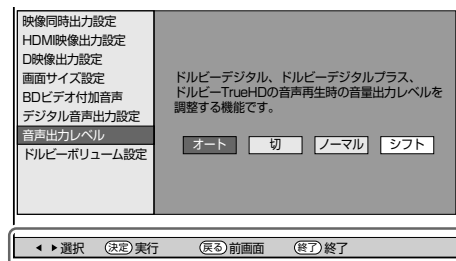 映像同時出力設定
HDMI映像出力設定
D映像出力設定
画面サイズ設定
BDビデオ付加音声
デジタル音声出力設定
音声出力レベル
ドルビーボリューム設定
ドルビーデジタル、ドルビーデジタルプラス、
ドルビーTrueHDの音声再生時の音量出力レベルを
調整する機能です。
オート 切 ノーマル シフト
選択 決定 実行 戻る 前画面 終了 終了